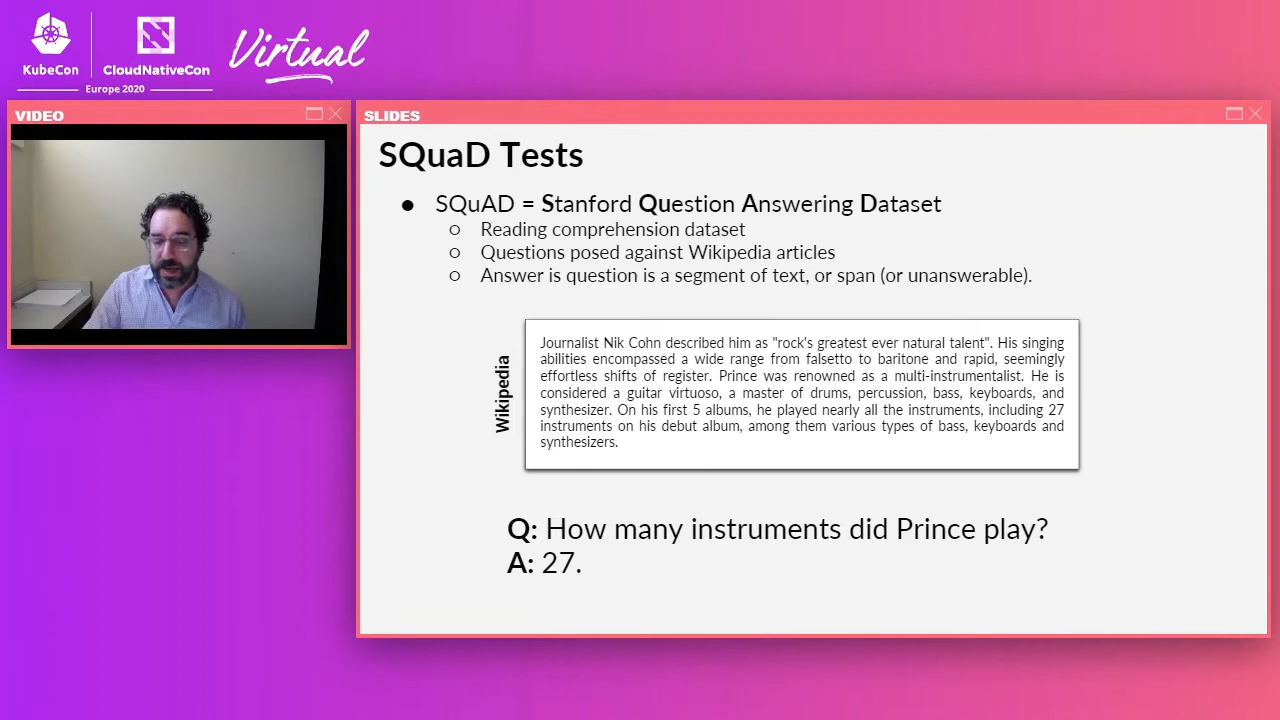 KubeCon
CloudNativeCon
Europe 2020
Virtual
VIDEO
SLIDES
SQuaD Tests
● SQuAD = Stanford Question Answering Dataset
○ Reading comprehension dataset
○ Questions posed against Wikipedia articles
○ Answer is question is a segment of text, or span (or unanswerable).
Wikipedia
Journalist Nik Cohn described him as "rock's greatest ever natural talent". His singing
abilities encompassed a wide range from falsetto to baritone and rapid, seemingly
effortless shifts of register. Prince was renowned as a multi-instrumentalist. He is
considered a guitar virtuoso, a master of drums, percussion, bass, keyboards, and
synthesizer. On his first 5 albums, he played nearly all the instruments, including 27
instruments on his debut album, among them various types of bass, keyboards and
synthesizers.
Q: How many instruments did Prince play?
A: 27.